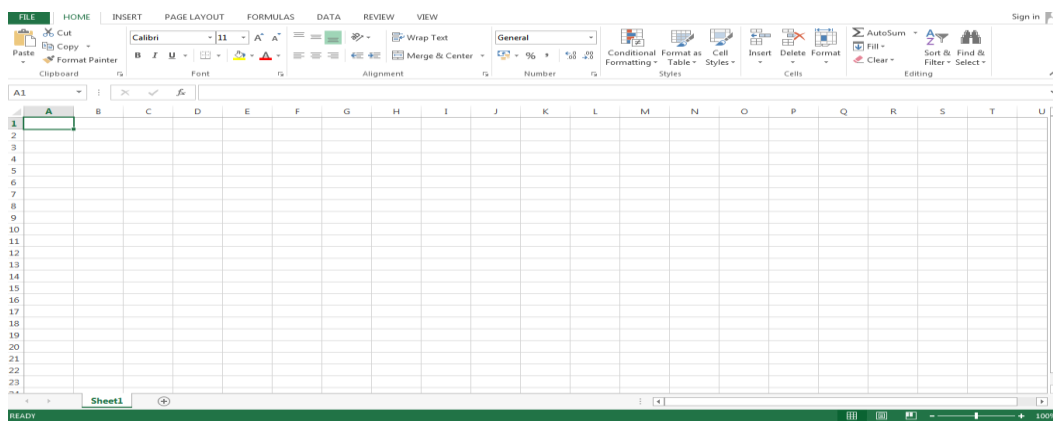 FILE HOME INSERT PAGE LAYOUT FORMULAS DATA REVIEW VIEW Sign in
Cut
Copy
Format Painter
Paste
Clipboard
Calibri 11 A A
B I U A
Font
Wrap Text
Merge & Center
Alignment
General
% , .0 .00
Number
Conditional Formatting
Format as Table
Cell Styles
Styles
Insert Delete Format
Cells
AutoSum
Fill
Clear
Sort & Filter
Find & Select
Editing
A1 fx
A B C D E F G H I J K L M N O P Q R S T U
1
2
3
4
5
6
7
8
9
10
11
12
13
14
15
16
17
18
19
20
21
22
23
Sheet1
READY 100%